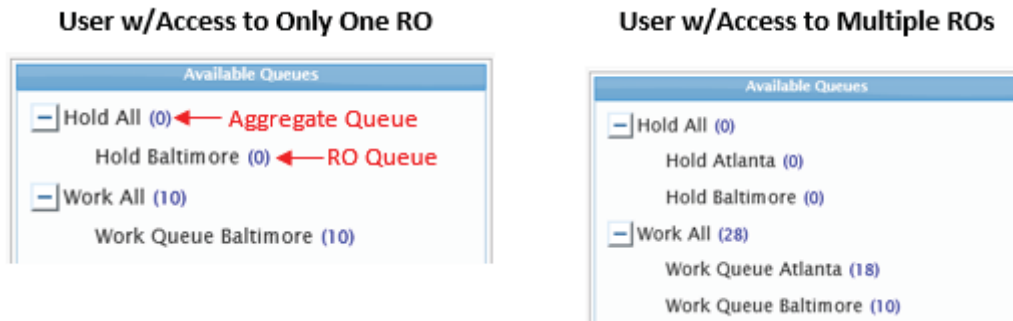 User w/Access to Only One RO
Available Queues
Hold All (0) Aggregate Queue
Hold Baltimore (0) RO Queue
Work All (10)
Work Queue Baltimore (10)
User w/Access to Multiple ROs
Available Queues
Hold All (0)
Hold Atlanta (0)
Hold Baltimore (0)
Work All (28)
Work Queue Atlanta (18)
Work Queue Baltimore (10)